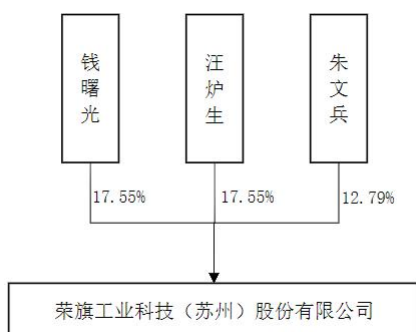 钱曙光
汪炉生
朱文兵
17.55%
17.55%
12.79%
荣旗工业科技（苏州）股份有限公司